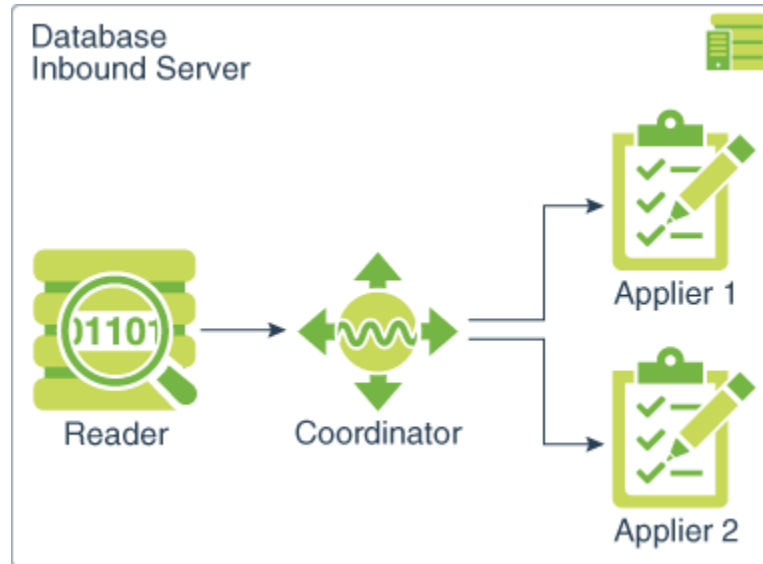 Database
Inbound Server
01101
Reader
Coordinator
Applier 1
Applier 2